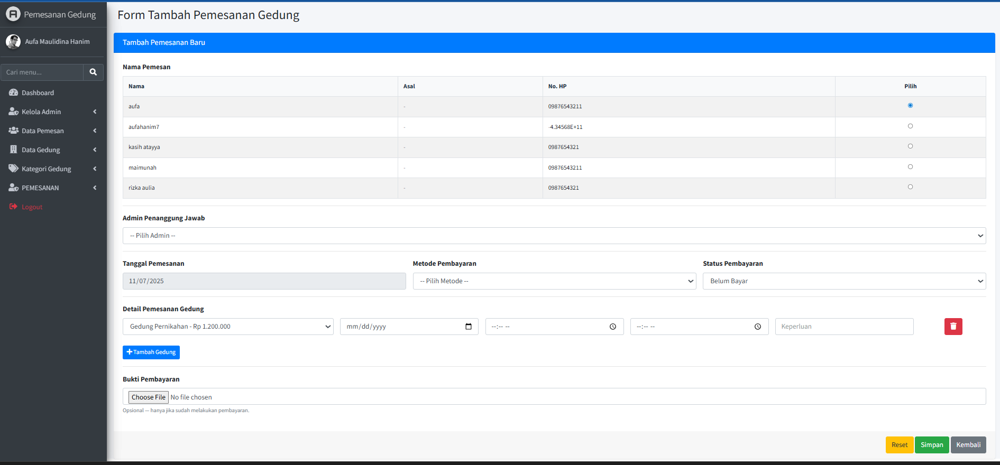 Pemesanan Gedung
Form Tambah Pemesanan Gedung
Aufa Maulidina Hanim
Cari menu...
Dashboard
Kelola Admin
Data Pemesan
Data Gedung
Kategori Gedung
PEMESANAN
Logout
Tambah Pemesanan Baru
Nama Pemesan
Nama Asal No. HP Pilih
aufa - 09876543211
aufahanim7 - -4.34568E+11
kasih atayya - 0987654321
maimunah - 09876543211
rizka aulia - 0987654321
Admin Penanggung Jawab
-- Pilih Admin --
Tanggal Pemesanan Metode Pembayaran Status Pembayaran
11/07/2025 -- Pilih Metode -- Belum Bayar
Detail Pemesanan Gedung
Gedung Pernikahan - Rp 1.200.000 mm/dd/yyyy --:-- -- --:-- -- Keperluan
+ Tambah Gedung
Bukti Pembayaran
Choose File No file chosen
Opsional — hanya jika sudah melakukan pembayaran.
Reset Simpan Kembali